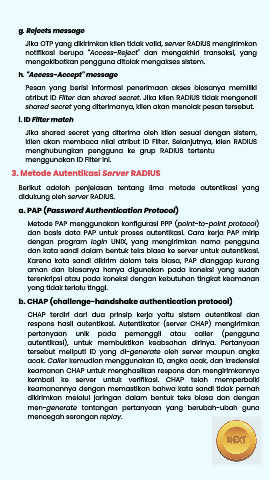 g. Rejects message
Jika OTP yang dikirimkan klien tidak valid, server RADIUS mengirimkan
notifikasi berupa "Access-Reject" dan mengakhiri transaksi, yang
mengakibatkan pengguna ditolak mengakses sistem.
h. "Access-Accept" message
Pesan yang berisi informasi penerimaan akses biasanya memiliki
atribut ID Filter dan shared secret. Jika klien RADIUS tidak mengenali
shared secret yang diterimanya, klien akan menolak pesan tersebut.
i. ID Filter match
Jika shared secret yang diterima oleh klien sesuai dengan sistem,
klien akan membaca nilai atribut ID Filter. Selanjutnya, klien RADIUS
menghubungkan pengguna ke grup RADIUS tertentu
menggunakan ID Filter ini.
3. Metode Autentikasi Server RADIUS
Berikut adalah penjelasan tentang lima metode autentikasi yang
didukung oleh server RADIUS.
a. PAP (Password Authentication Protocol)
Metode PAP menggunakan konfigurasi PPP (point-to-point protocol)
dan basis data PAP untuk proses autentikasi. Cara kerja PAP mirip
dengan program login UNIX, yang mengirimkan nama pengguna
dan kata sandi dalam bentuk teks biasa ke server untuk autentikasi.
Karena kata sandi dikirim dalam teks biasa, PAP dianggap kurang
aman dan biasanya hanya digunakan pada koneksi yang sudah
terenkripsi atau pada koneksi dengan kebutuhan tingkat keamanan
yang tidak terlalu tinggi.
b. CHAP (challenge-handshake authentication protocol)
CHAP terdiri dari dua prinsip kerja yaitu sistem autentikasi dan
respons hasil autentikasi. Autentikator (server CHAP) mengirimkan
pertanyaan unik pada pemanggil atau caller (pengguna
autentikasi), untuk membuktikan keabsahan dirinya. Pertanyaan
tersebut meliputi ID yang di-generate oleh server maupun angka
acak. Caller kemudian menggunakan ID, angka acak, dan kredensial
keamanan CHAP untuk menghasilkan respons dan mengirimkannya
kembali ke server untuk verifikasi. CHAP telah memperbaiki
keamanannya dengan memastikan bahwa kata sandi tidak pernah
dikirimkan melalui jaringan dalam bentuk teks biasa dan dengan
men-generate tantangan pertanyaan yang berubah-ubah guna
mencegah serangan replay.
NEXT